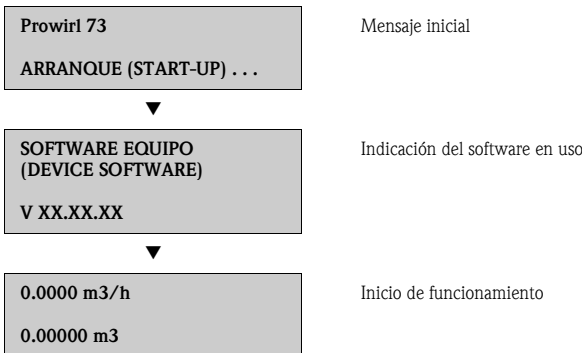 Prowirl 73
Mensaje inicial
ARRANQUE (START-UP) . . .
SOFTWARE EQUIPO
Indicación del software en uso
(DEVICE SOFTWARE)
V XX.XX.XX
0.0000 m3/h
Inicio de funcionamiento
0.00000 m3